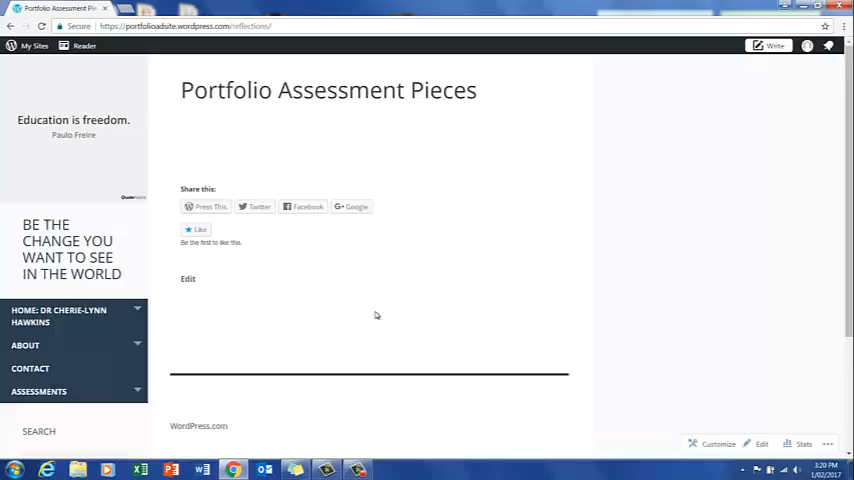 Portfolio Assessment Pie
Secure
https://portfolioadsite.wordpress.com/reflections/
My Sites
Reader
Write
Education is freedom.
Paulo Freire
BE THE
CHANGE YOU
WANT TO SEE
IN THE WORLD
HOME: DR CHERIE-LYNN
HAWKINS
ABOUT
CONTACT
ASSESSMENTS
SEARCH
Portfolio Assessment Pieces
Share this:
Press This
Twitter
Facebook
G+ Google
Like
Be the first to like this.
Edit
WordPress.com.
Customize
Edit
Stats
3:20 PM
1/02/2017